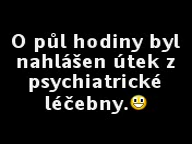 O půl hodiny byl
nahlášen útek z
psychiatrické
léčebny.😀